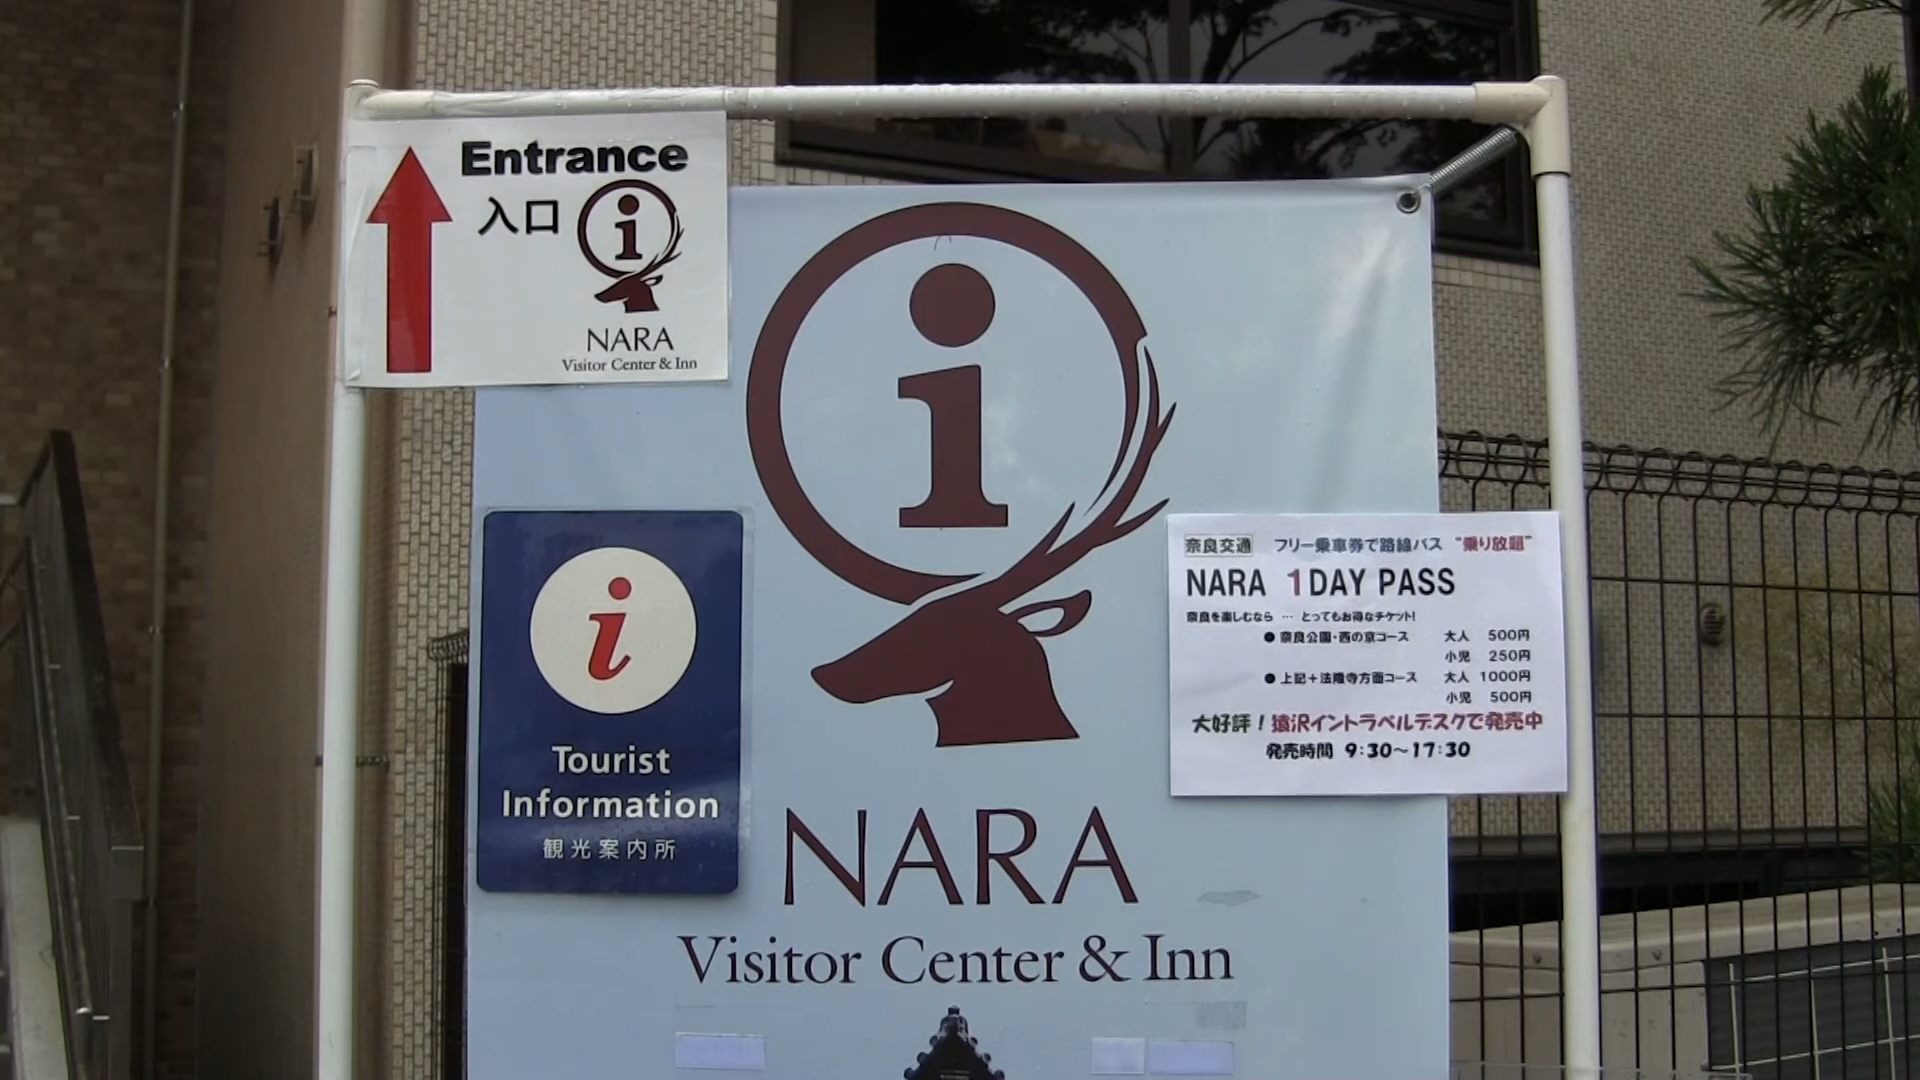 Entrance
入口
i
NARA
Visitor Center & Inn
i
i
Tourist
Information
観光案内所
奈良交通 フリー乗車券で路線バス "乗り放題"
NARA 1DAY PASS
奈良を楽しむなら … とってもお得なチケット!
●奈良公園・西の京コース 大人 500円
小児 250円
●上記+法隆寺方面コース 大人 1000円
小児 500円
大好評!猿沢イントラベルデスクで発売中
発売時間 9:30～17:30
NARA
Visitor Center & Inn